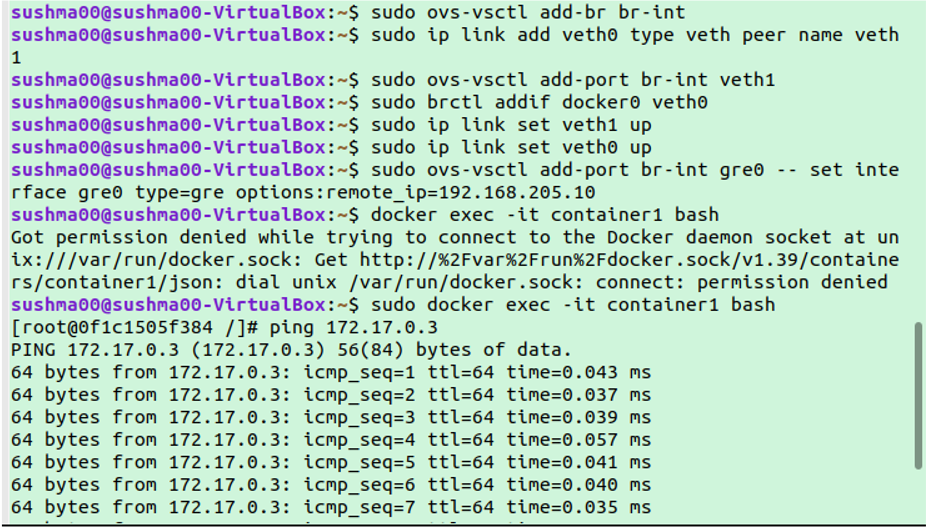 sushma00@sushma00-VirtualBox:~$ sudo ovs-vsctl add-br br-int
sushma00@sushma00-VirtualBox:~$ sudo ip link add veth0 type veth peer name veth
1
sushma00@sushma00-VirtualBox:~$ sudo ovs-vsctl add-port br-int veth1
sushma00@sushma00-VirtualBox:~$ sudo brctl addif docker0 veth0
sushma00@sushma00-VirtualBox:~$ sudo ip link set veth1 up
sushma00@sushma00-VirtualBox:~$ sudo ip link set veth0 up
sushma00@sushma00-VirtualBox:~$ sudo ovs-vsctl add-port br-int gre0 -- set inte
rface gre0 type=gre options:remote_ip=192.168.205.10
sushma00@sushma00-VirtualBox:~$ docker exec -it container1 bash
Got permission denied while trying to connect to the Docker daemon socket at un
ix:///var/run/docker.sock: Get http://%2Fvar%2Frun%2Fdocker.sock/v1.39/containe
rs/container1/json: dial unix /var/run/docker.sock: connect: permission denied
sushma00@sushma00-VirtualBox:~$ sudo docker exec -it container1 bash
[root@0f1c1505f384 /]# ping 172.17.0.3
PING 172.17.0.3 (172.17.0.3) 56(84) bytes of data.
64 bytes from 172.17.0.3: icmp_seq=1 ttl=64 time=0.043 ms
64 bytes from 172.17.0.3: icmp_seq=2 ttl=64 time=0.037 ms
64 bytes from 172.17.0.3: icmp_seq=3 ttl=64 time=0.039 ms
64 bytes from 172.17.0.3: icmp_seq=4 ttl=64 time=0.057 ms
64 bytes from 172.17.0.3: icmp_seq=5 ttl=64 time=0.041 ms
64 bytes from 172.17.0.3: icmp_seq=6 ttl=64 time=0.040 ms
64 bytes from 172.17.0.3: icmp_seq=7 ttl=64 time=0.035 ms